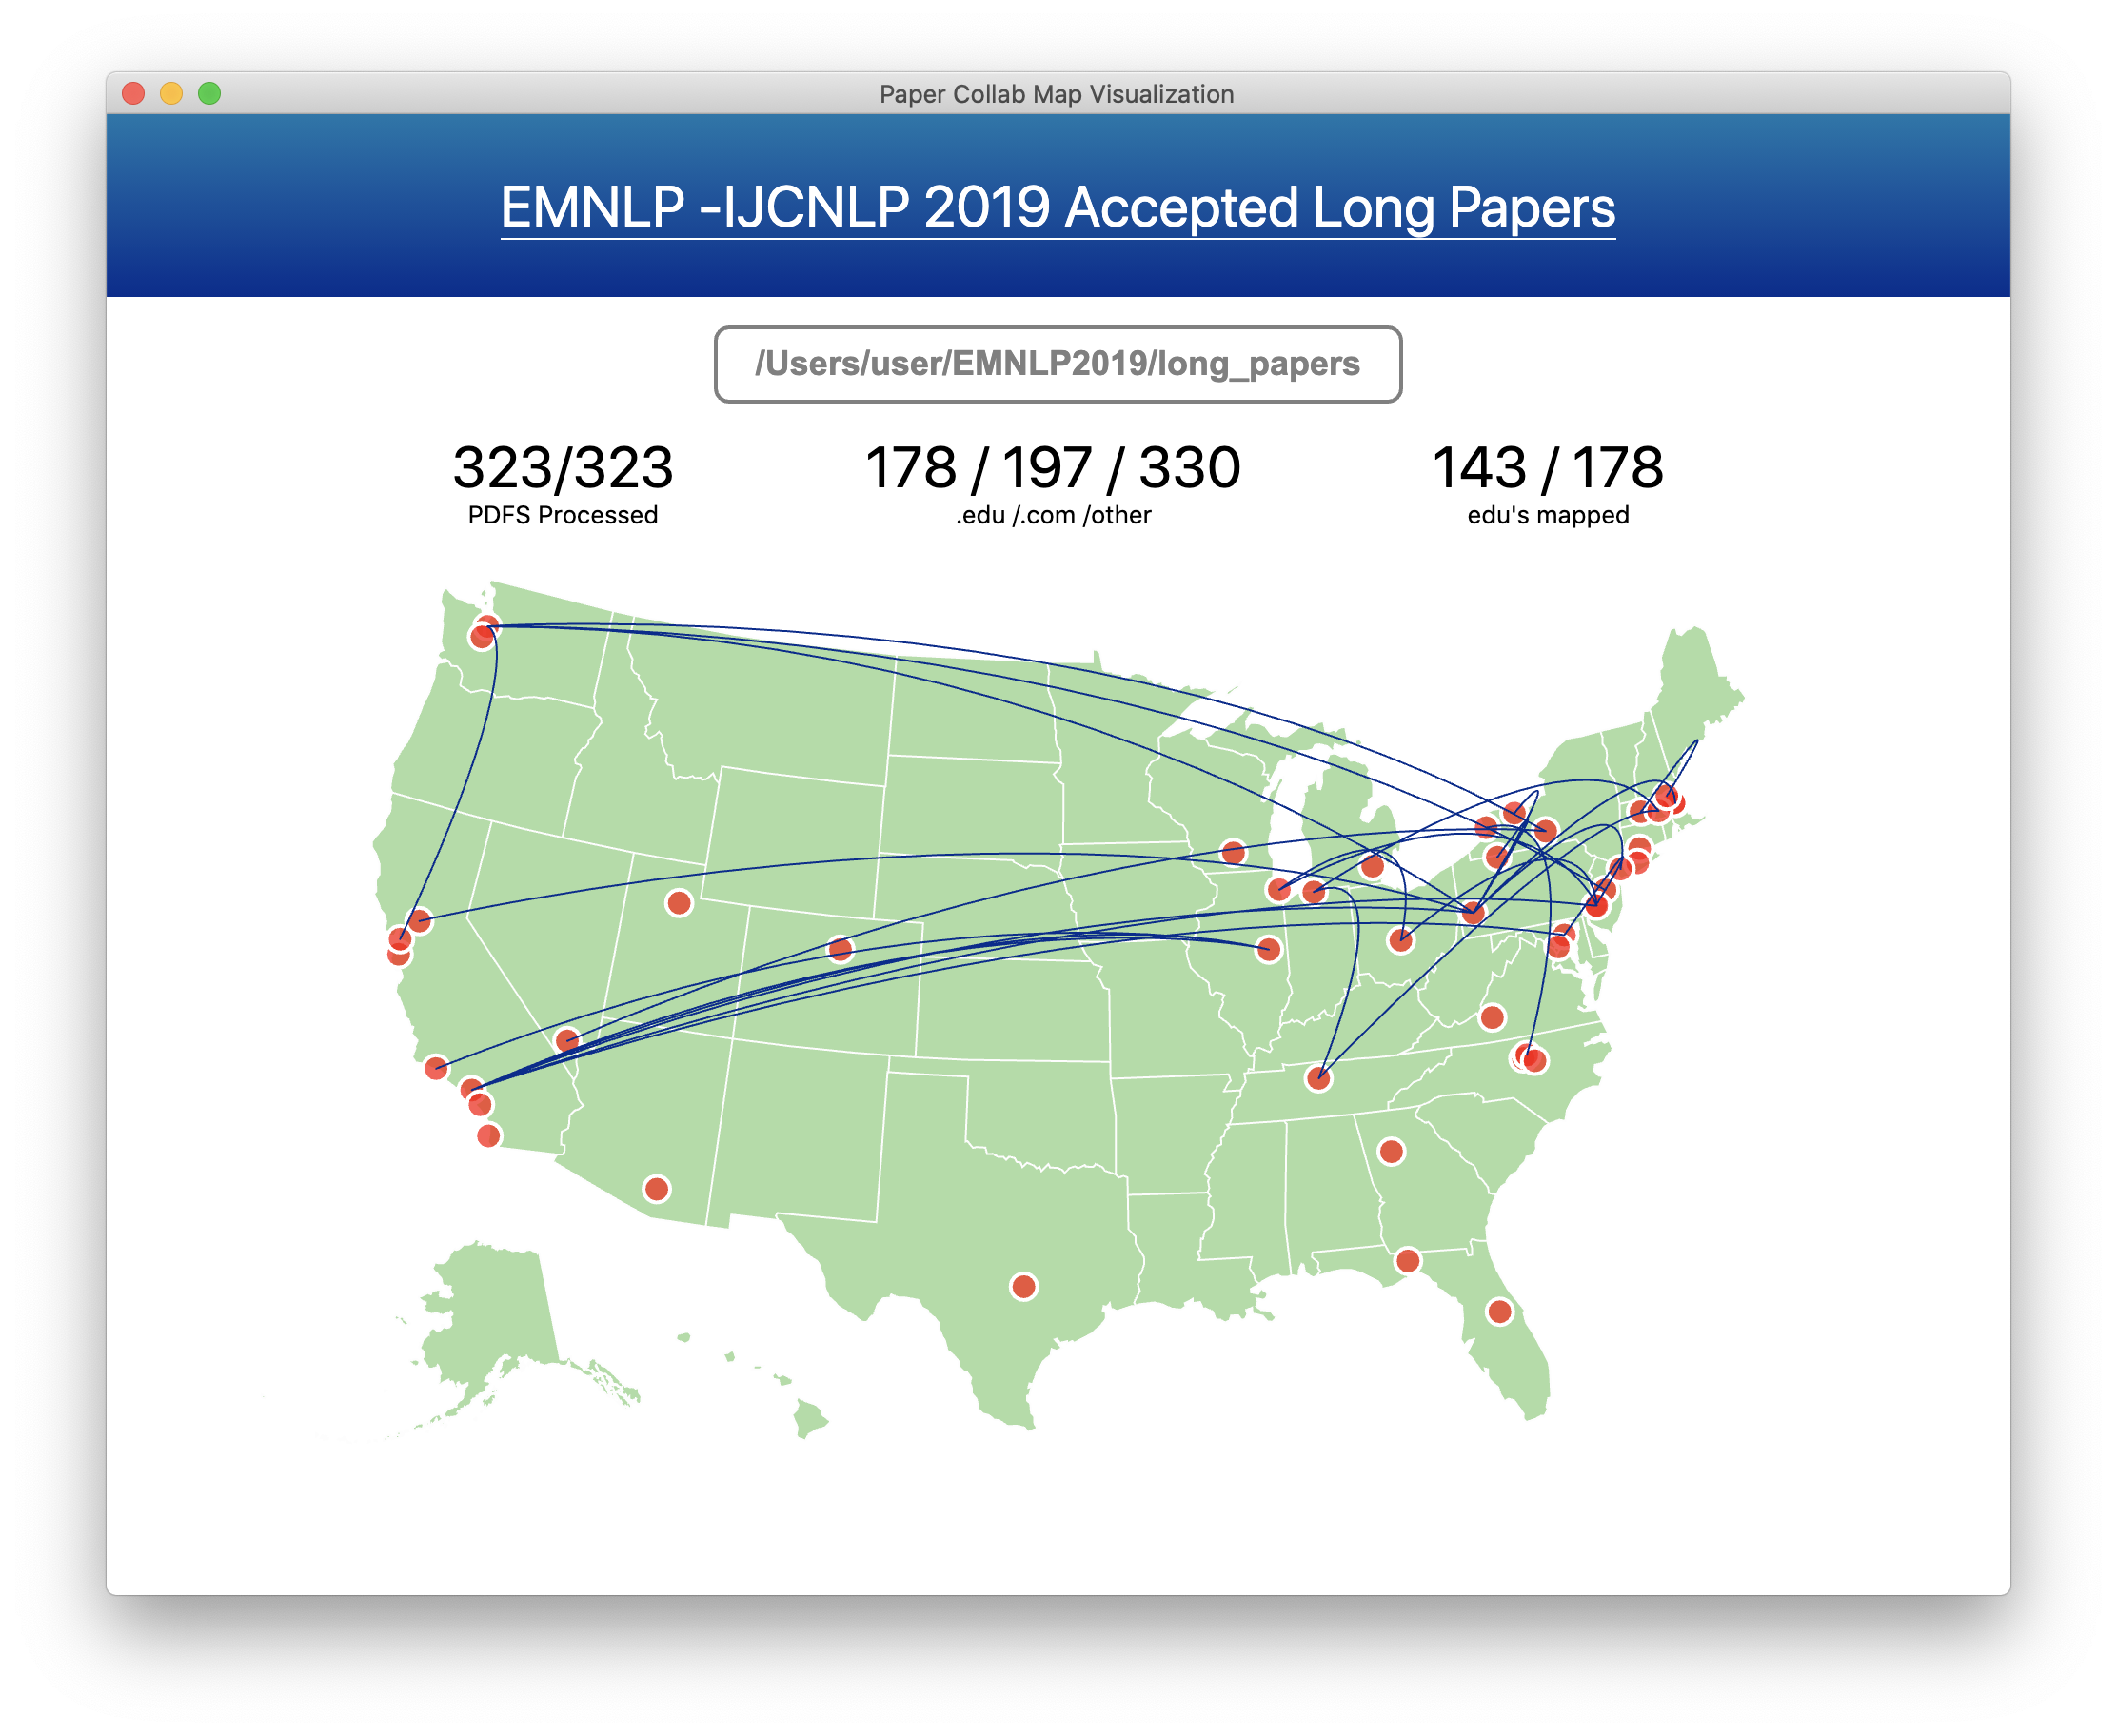 Paper Collab Map Visualization
EMNLP -IJCNLP 2019 Accepted Long Papers
/Users/user/EMNLP2019/long_papers
323/323
PDFS Processed
178 / 197 / 330
.edu /.com /other
143 / 178
edu's mapped